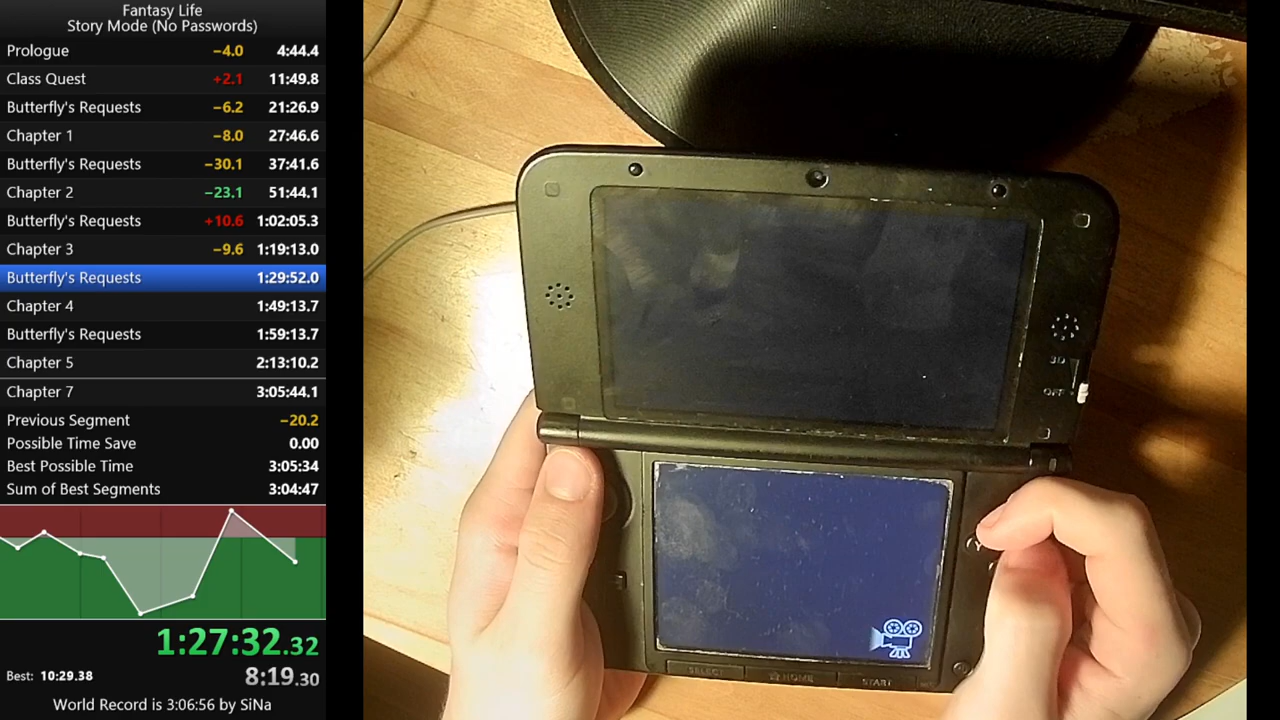 Fantasy Life
Story Mode (No Passwords)
Prologue −4.0 4:44.4
Class Quest +2.1 11:49.8
Butterfly's Requests −6.2 21:26.9
Chapter 1 −8.0 27:46.6
Butterfly's Requests −30.1 37:41.6
Chapter 2 −23.1 51:44.1
Butterfly's Requests +10.6 1:02:05.3
Chapter 3 −9.6 1:19:13.0
Butterfly's Requests 1:29:52.0
Chapter 4 1:49:13.7
Butterfly's Requests 1:59:13.7
Chapter 5 2:13:10.2
Chapter 7 3:05:44.1
Previous Segment −20.2
Possible Time Save 0.00
Best Possible Time 3:05:34
Sum of Best Segments 3:04:47
1:27:32.32
Best: 10:29.38 8:19.30
World Record is 3:06:56 by SiNa
3D
OFF
Y
SELECT HOME START